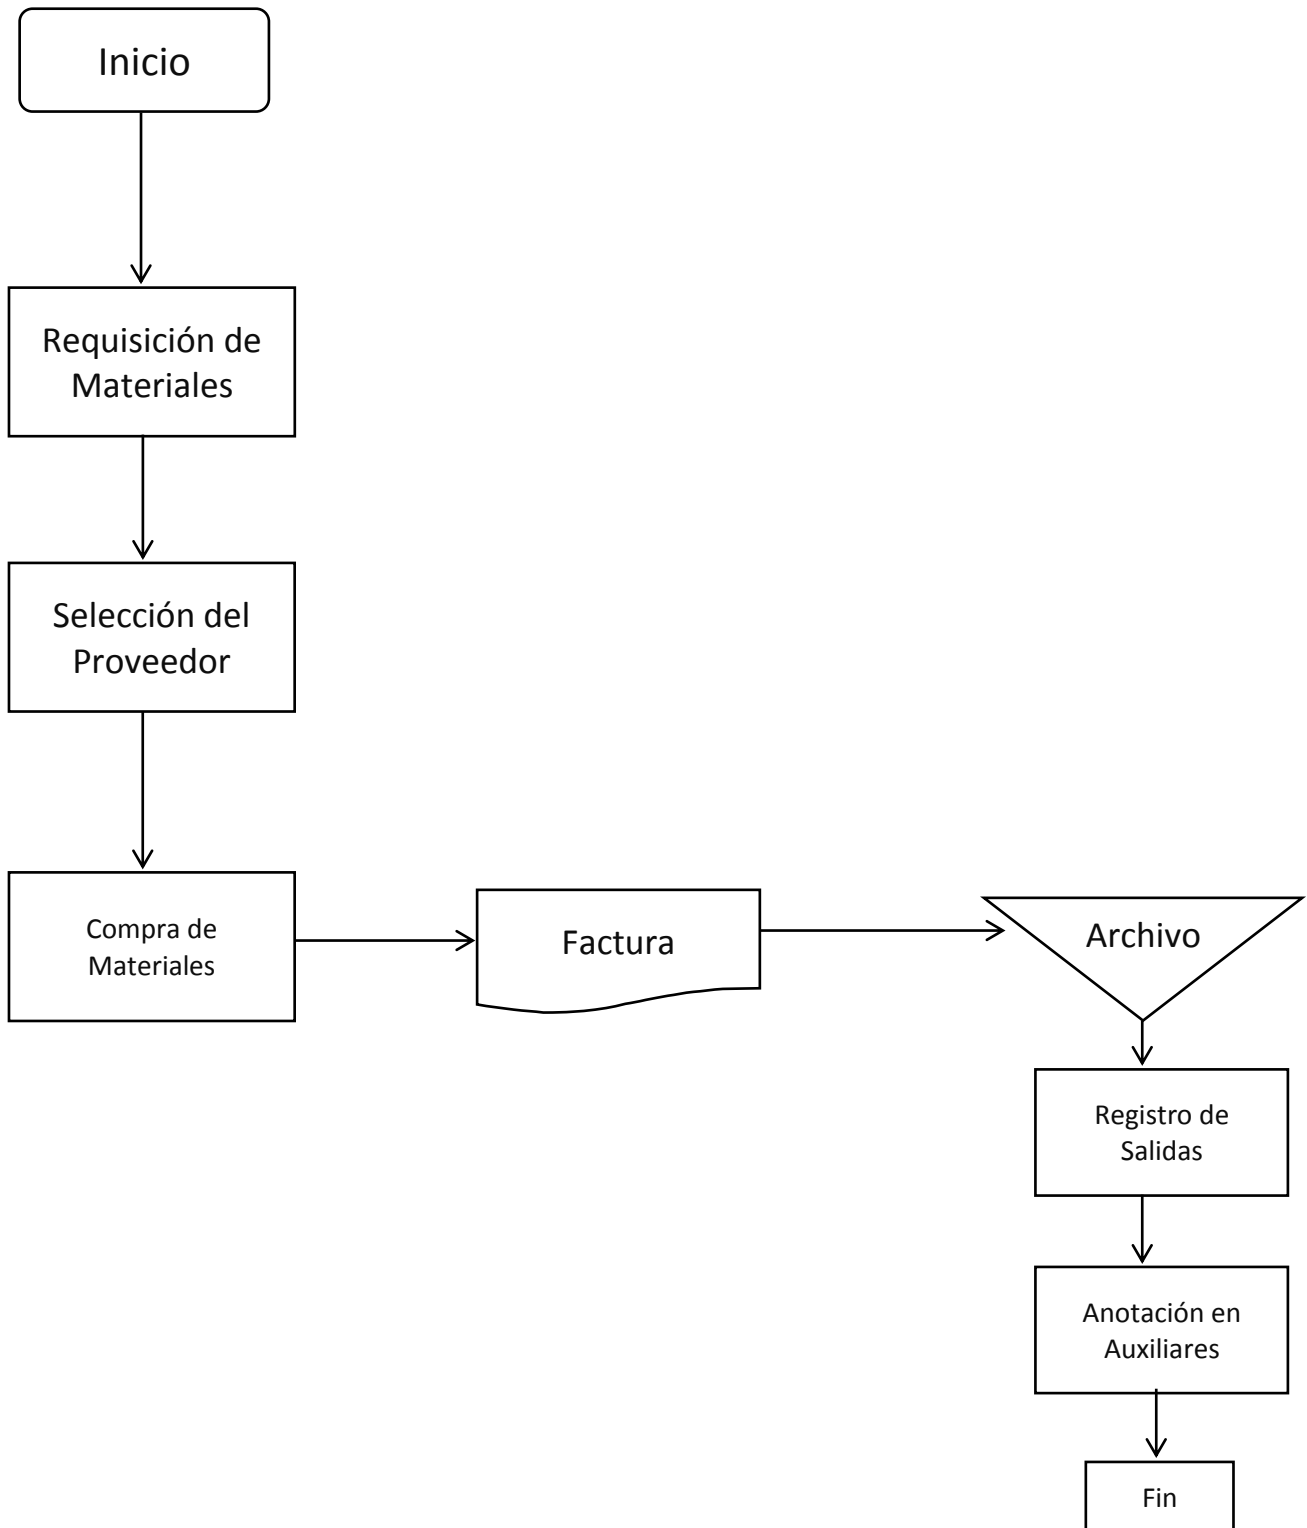 Inicio
Requisición de
Materiales
Selección del
Proveedor
Compra de
Materiales
Factura
Archivo
Registro de
Salidas
Anotación en
Auxiliares
Fin